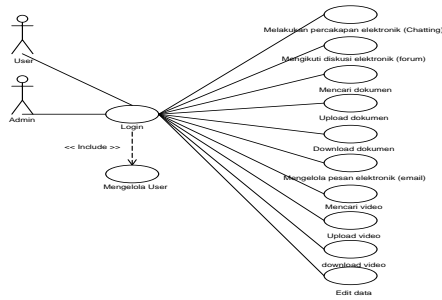 Melakukan percakapan elektronik (Chatting)
Mengikuti diskusi elektronik (forum)
User
Mencari dokumen
Upload dokumen
Admin
Login
Download dokumen
<< Include >>
Mengelola pesan elektronik (email)
Mengelola User
Mencari video
Upload video
download video
Edit data